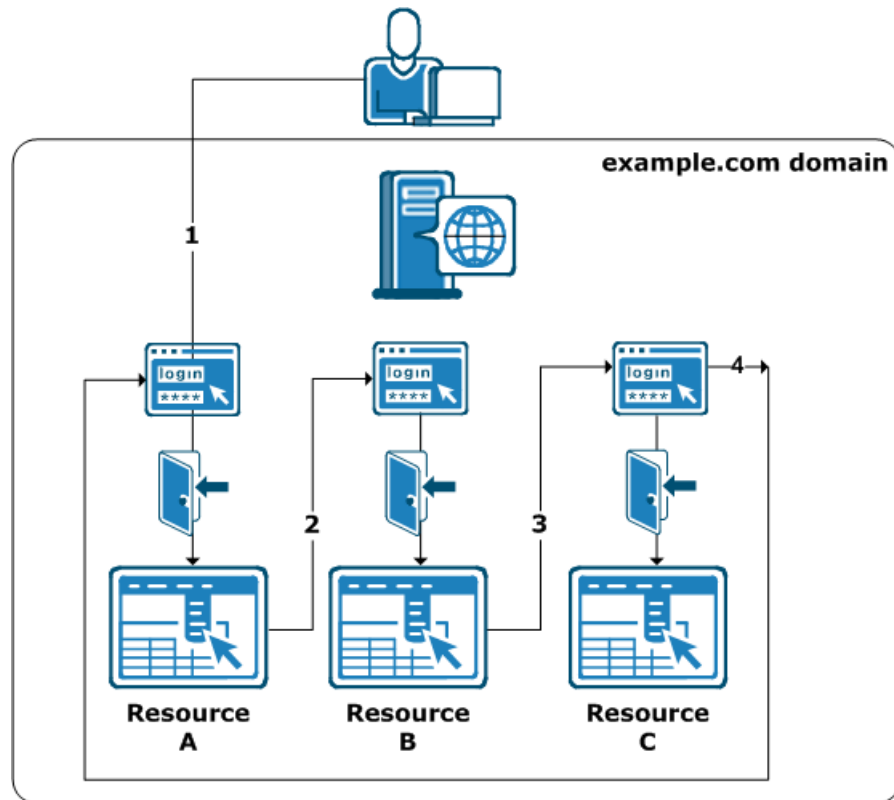 example.com domain
1
login
****
login
****
login
****
4
2
3
Resource
A
Resource
B
Resource
C